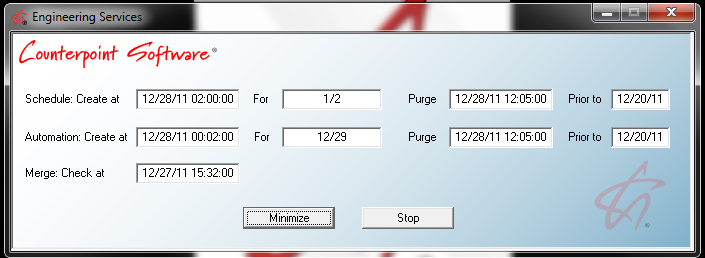 Engineering Services
Counterpoint Software®
Schedule: Create at 12/28/11 02:00:00 For 1/2 Purge 12/28/11 12:05:00 Prior to 12/20/11
Automation: Create at 12/28/11 00:02:00 For 12/29 Purge 12/28/11 12:05:00 Prior to 12/20/11
Merge: Check at 12/27/11 15:32:00
Minimize Stop